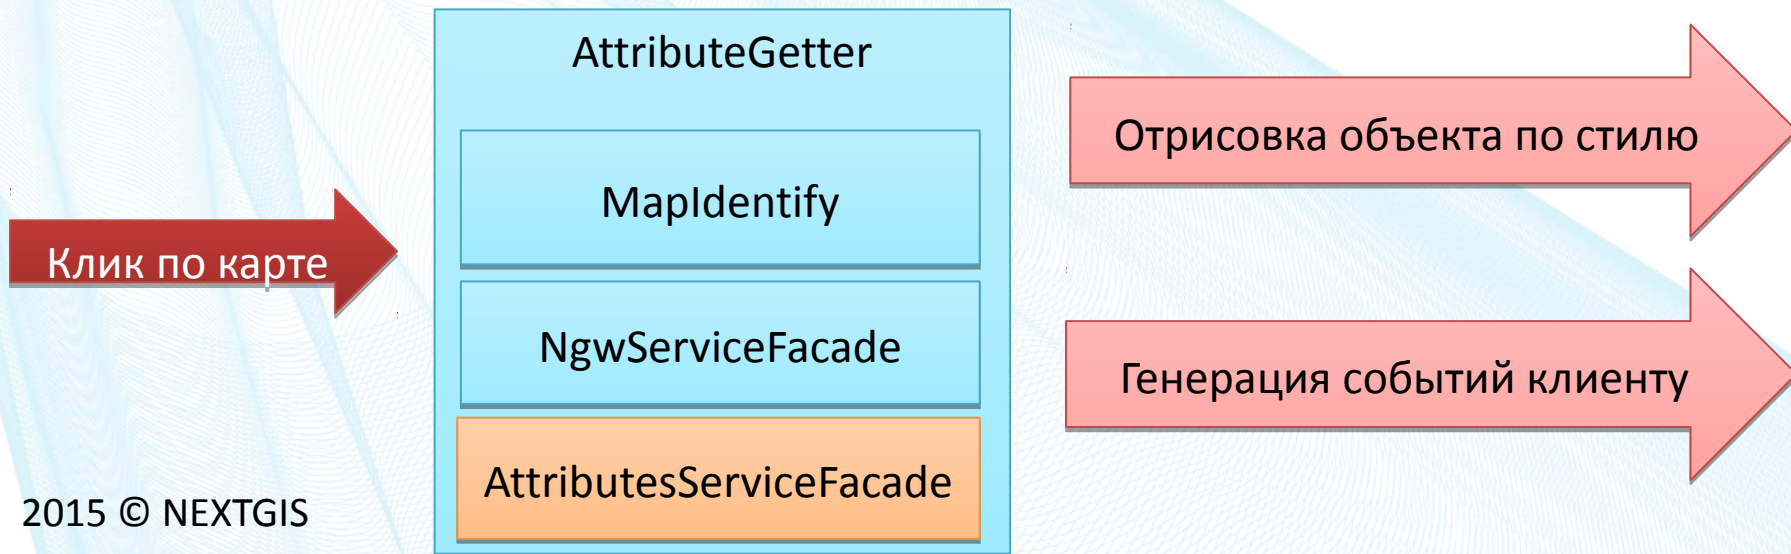 AttributeGetter
MapIdentify
NgwServiceFacade
AttributesServiceFacade
Клик по карте
Отрисовка объекта по стилю
Генерация событий клиенту
2015 © NEXTGIS